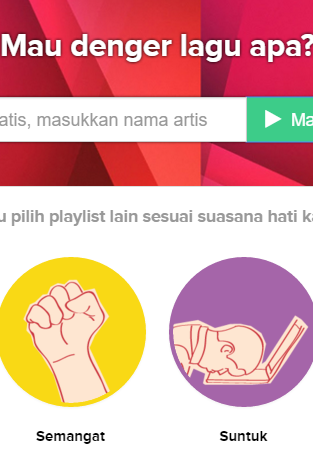 Mau denger lagu apa?
atis, masukkan nama artis
Ma
u pilih playlist lain sesuai suasana hati ka
Semangat
Suntuk